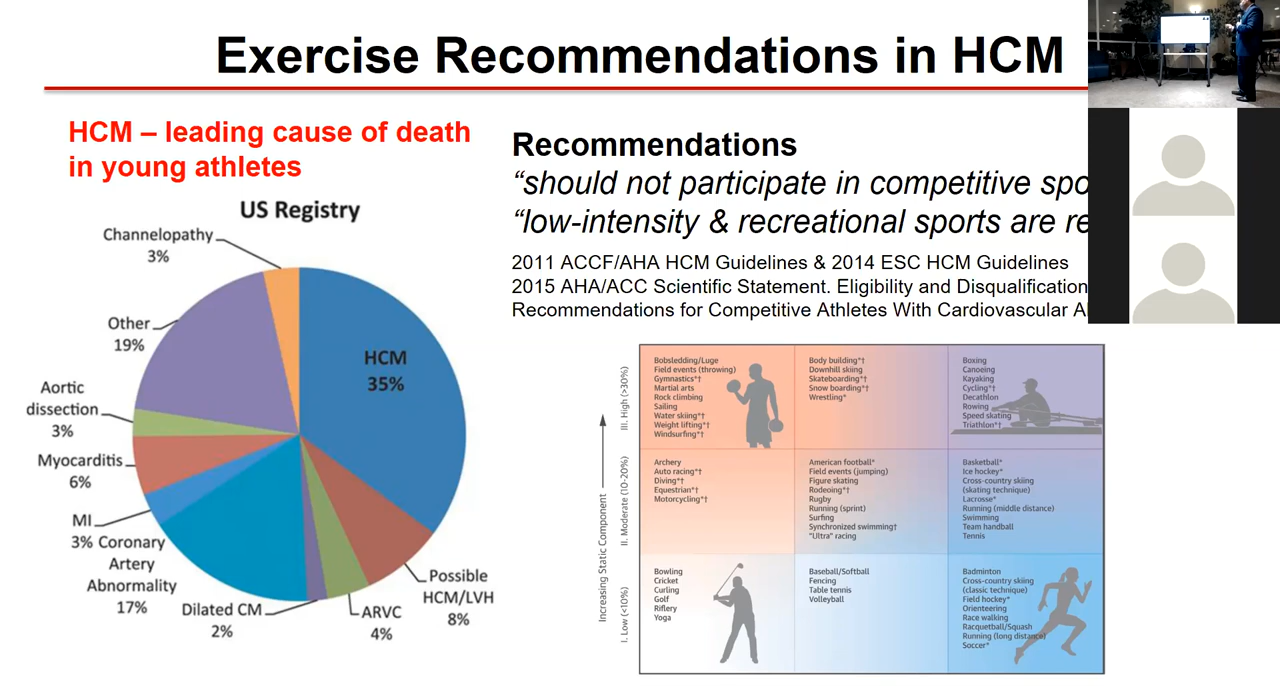 Exercise Recommendations in HCM
HCM – leading cause of death
in young athletes
US Registry
Channelopathy
3%
Other
19%
Aortic
dissection
3%
Myocarditis
6%
MI
3%
Coronary
Artery
Abnormality
17%
Dilated CM
2%
ARVC
4%
Possible
HCM/LVH
8%
HCM
35%
Recommendations
“should not participate in competitive spo
“low-intensity & recreational sports are re
2011 ACCF/AHA HCM Guidelines & 2014 ESC HCM Guidelines
2015 AHA/ACC Scientific Statement. Eligibility and Disqualification
Recommendations for Competitive Athletes With Cardiovascular A
Increasing Static Component
III. High (>30%)
Bobsledding/Luge
Field events (throwing)
Gymnastics*†
Martial arts
Rock climbing
Sailing
Water skiing*†
Weight lifting*†
Windsurfing*†
Body building*†
Downhill skiing
Skateboarding*†
Snow boarding*†
Wrestling*
Boxing
Canoeing
Kayaking
Cycling*†
Decathlon
Rowing
Speed skating
Triathlon*†
II. Moderate (10-20%)
Archery
Auto racing*†
Diving*†
Equestrian*†
Motorcycling*†
American football*
Field events (jumping)
Figure skating
Rodeoing*†
Rugby
Running (sprint)
Surfing
Synchronized swimming†
"Ultra" racing
Basketball*
Ice hockey*
Cross-country skiing
(skating technique)
Lacrosse*
Running (middle distance)
Swimming
Team handball
Tennis
I. Low (<10%)
Bowling
Cricket
Curling
Golf
Riflery
Yoga
Baseball/Softball
Fencing
Table tennis
Volleyball
Badminton
Cross-country skiing
(classic technique)
Field hockey*
Orienteering
Race walking
Racquetball/Squash
Running (long distance)
Soccer*